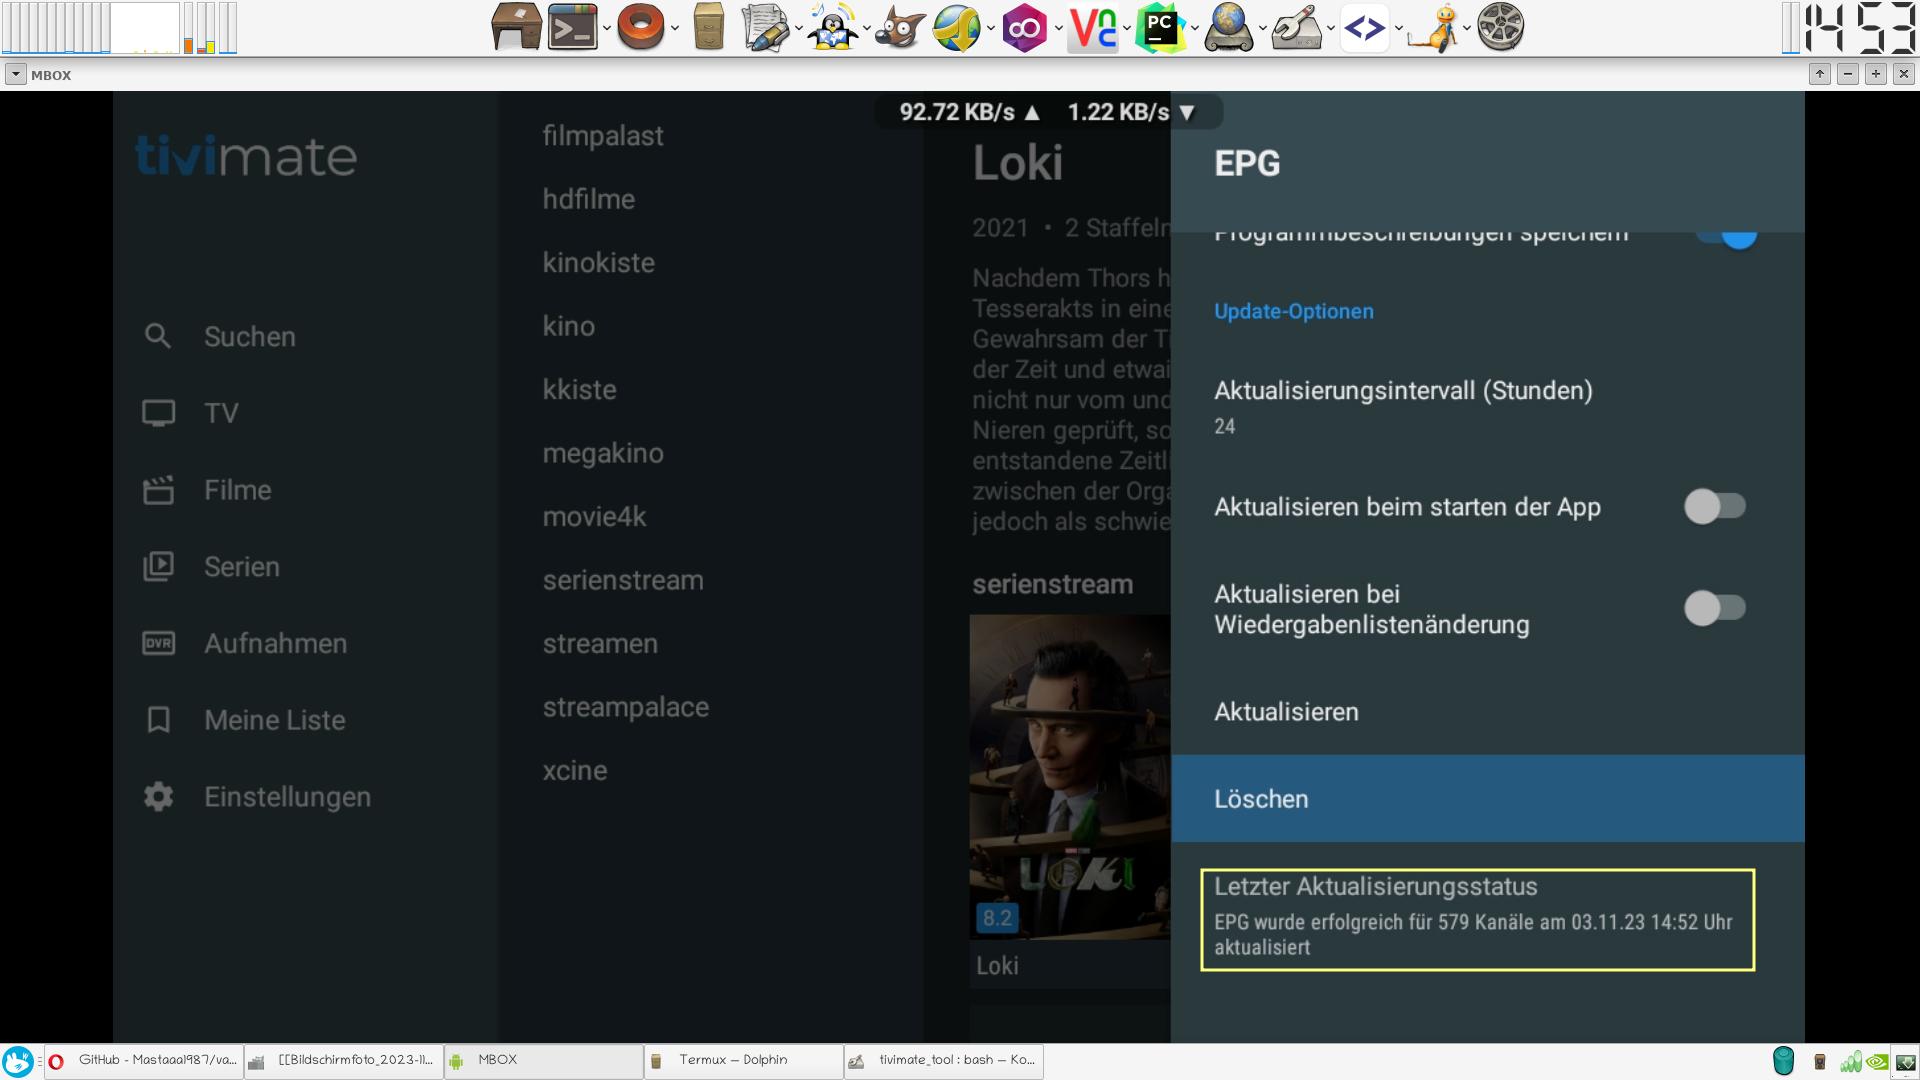 14 53
MBOX
92.72 KB/s ▲ 1.22 KB/s ▼
tivimate
Suchen
TV
Filme
Serien
DVR
Aufnahmen
Meine Liste
Einstellungen
filmpalast
hdfilme
kinokiste
kino
kkiste
megakino
movie4k
serienstream
streamen
streampalace
xcine
Loki
2021 • 2 Staffeln
Nachdem Thors
Tesserakts in eine
Gewahrsam der
der Zeit und etwai
nicht nur vom und
Nieren geprüft, so
entstandene Zeitli
zwischen der Orga
jedoch als schwie
serienstream
LOKI
8.2
Loki
EPG
Programmbeschreibungen speichern
Update-Optionen
Aktualisierungsintervall (Stunden)
24
Aktualisieren beim starten der App
Aktualisieren bei
Wiedergabenlistenänderung
Aktualisieren
Löschen
Letzter Aktualisierungsstatus
EPG wurde erfolgreich für 579 Kanäle am 03.11.23 14:52 Uhr
aktualisiert
GitHub - Mastaaa1987/va...
[[Bildschirmfoto_2023-11...
MBOX
Termux — Dolphin
tivimate_tool : bash — Ko...